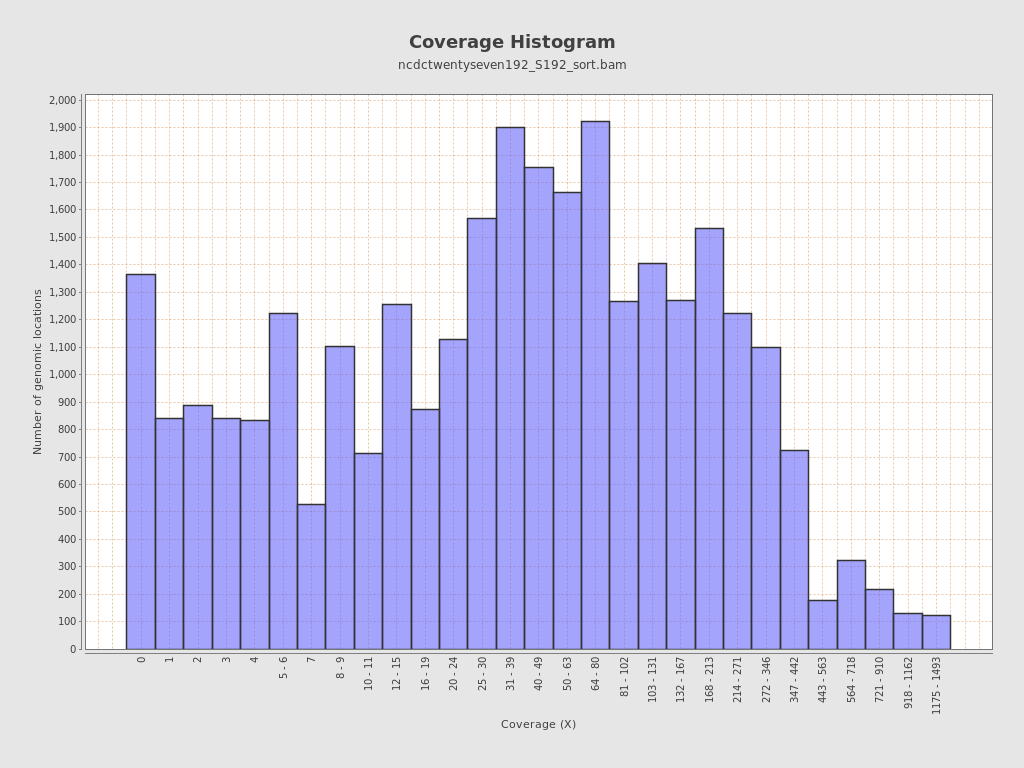 Coverage Histogram
ncdctwentyseven192_S192_sort.bam
Number of genomic locations
2,000
1,900
1,800
1,700
1,600
1,500
1,400
1,300
1,200
1,100
1,000
900
800
700
600
500
400
300
200
100
0
0
1
2
3
4
5 - 6
7
8 - 9
10 - 11
12 - 15
16 - 19
20 - 24
25 - 30
31 - 39
40 - 49
50 - 63
64 - 80
81 - 102
103 - 131
132 - 167
168 - 213
214 - 271
272 - 346
347 - 442
443 - 563
564 - 718
721 - 910
918 - 1162
1175 - 1493
Coverage (X)